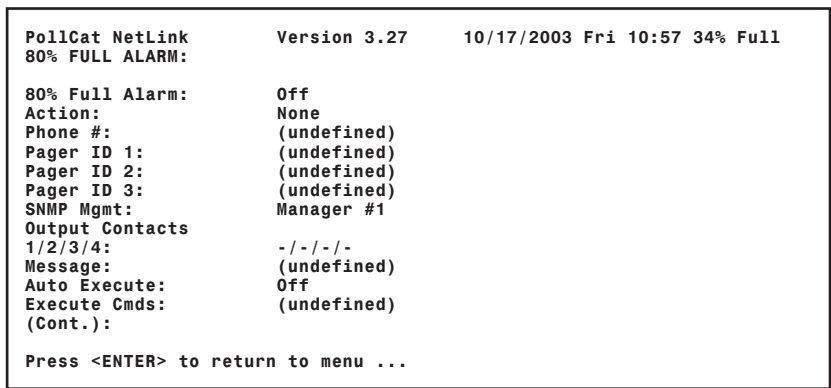 PollCat NetLink Version 3.27 10/17/2003 Fri 10:57 34% Full
80% FULL ALARM:
80% Full Alarm: Off
Action: None
Phone #: (undefined)
Pager ID 1: (undefined)
Pager ID 2: (undefined)
Pager ID 3: (undefined)
SNMP Mgmt: Manager #1
Output Contacts
1/2/3/4: -/-/-/-
Message: (undefined)
Auto Execute: Off
Execute Cmds: (undefined)
(Cont.):
Press <ENTER> to return to menu ...